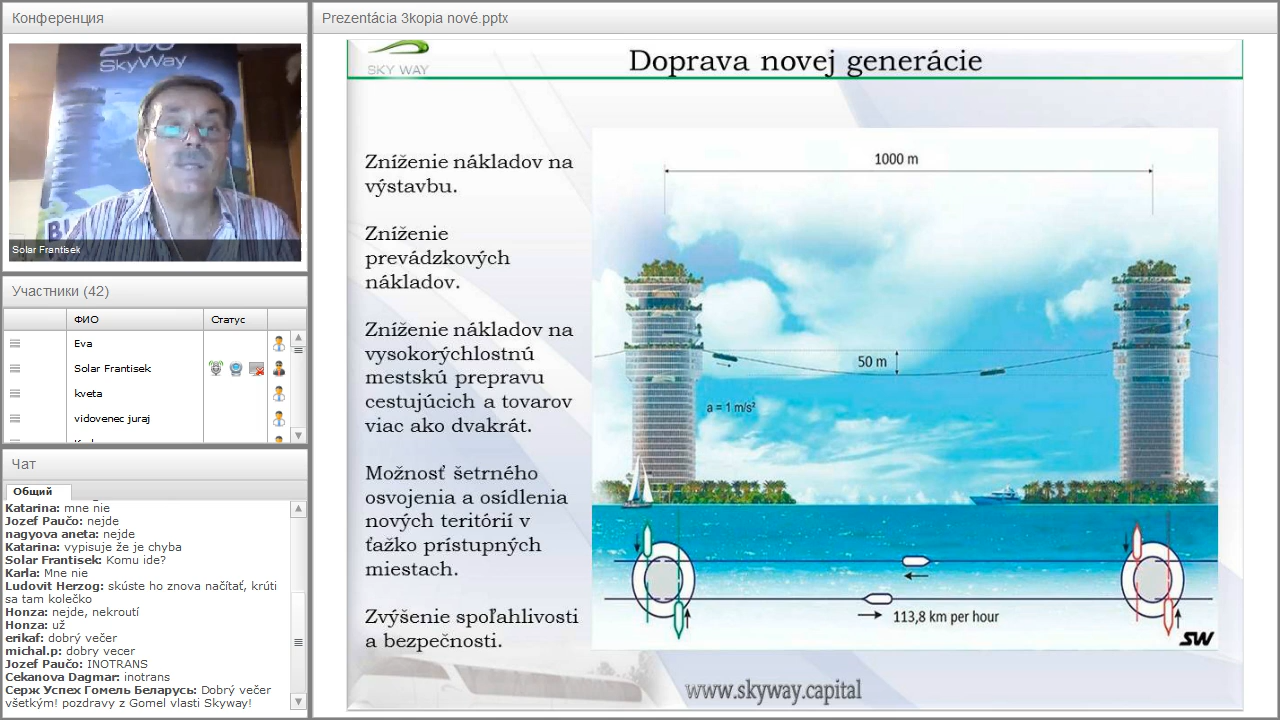 Конференция
SkyWay
Solar Frantisek
Участники (42)
ФИО
Статус
Eva
Solar Frantisek
kveta
vidovenec juraj
Чат
Общий
Katarina: mne nie
Jozef Paučo: nejde
nagyova aneta: nejde
Katarina: vypisuje že je chyba
Solar Frantisek: Komu ide?
Karla: Mne nie
Ludovit Herzog: skúste ho znova načítať, krúti
sa tam kolečko
Honza: nejde, nekroutí
Honza: už
erikaf: dobrý večer
michal.p: dobry vecer
Jozef Paučo: INOTRANS
Cekanova Dagmar: inotrans
Серж Успех Гомель Беларусь: Dobrý večer
všetkým! pozdravy z Gomel vlasti Skyway!
Prezentácia 3kopia nové.pptx
SKY WAY
Doprava novej generácie
Zníženie nákladov na
výstavbu.
Zníženie
prevádzkových
nákladov.
Zníženie nákladov na
vysokorýchlostnú
mestskú prepravu
cestujúcich a tovarov
viac ako dvakrát.
Možnosť šetrného
osvojenia a osídlenia
nových teritórií v
ťažko prístupných
miestach.
Zvýšenie spoľahlivosti
a bezpečnosti.
1000 m
50 m
a = 1 m/s²
113,8 km per hour
SW
www.skyway.capital